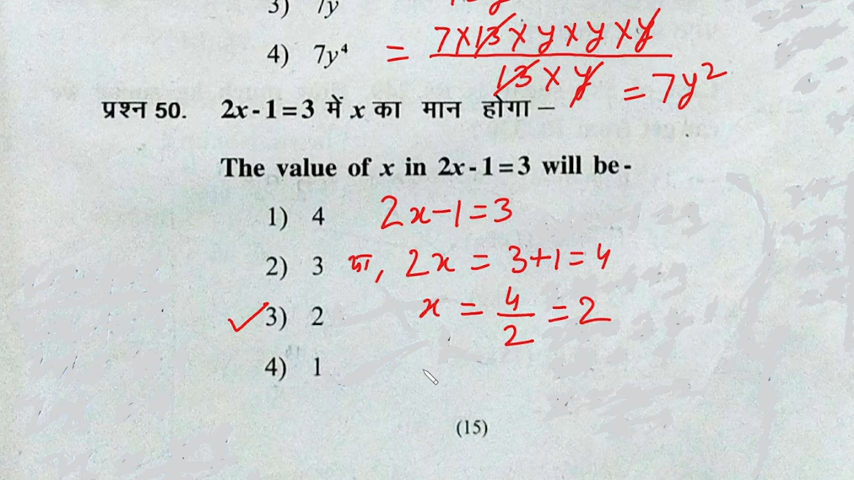 3) 7y
4) 7y⁴ = 7×13×y×y×y / 13×y = 7y²
प्रश्न 50. 2x-1=3 में x का मान होगा –
The value of x in 2x-1=3 will be-
1) 4 2x-1=3
2) 3 या, 2x = 3+1=4
✓3) 2 x = 4/2 = 2
4) 1
(15)